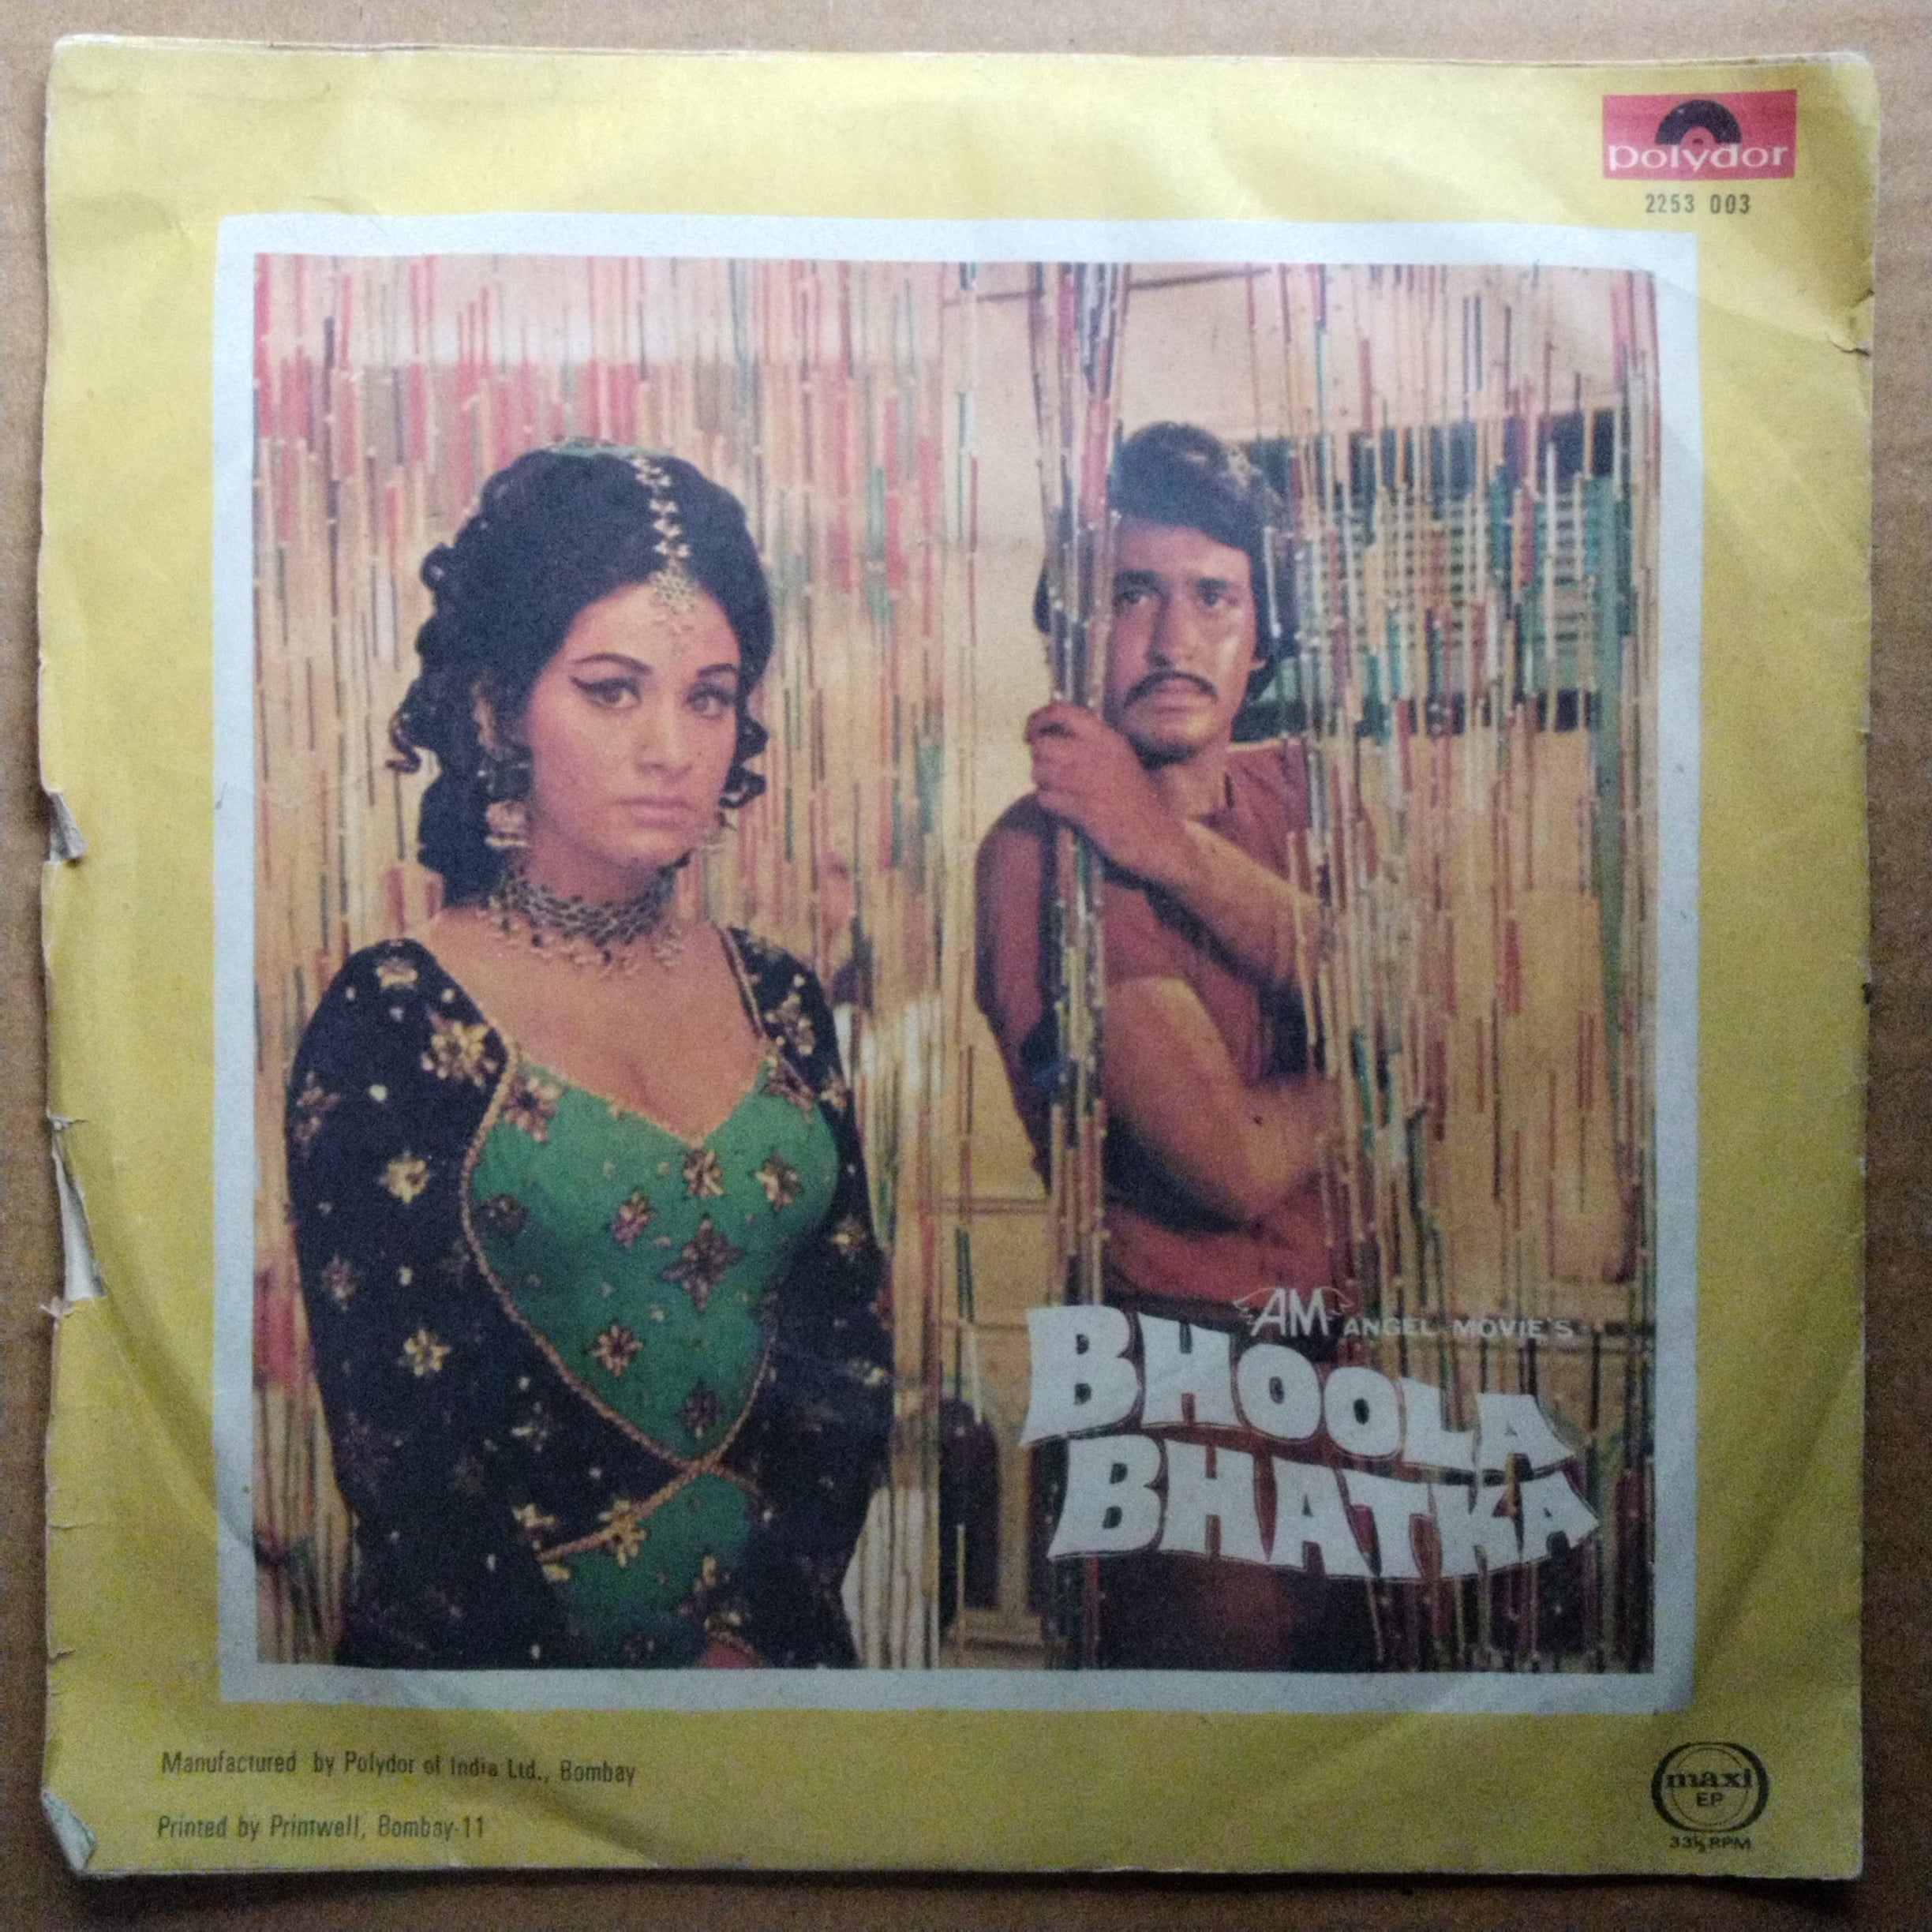 polydor
2253 003
AM ANGEL MOVIE'S
BHOOLA
BHATKA
Manufactured by Polydor of India Ltd., Bombay
Printed by Printwell, Bombay-11
maxi
EP
33⅓ RPM